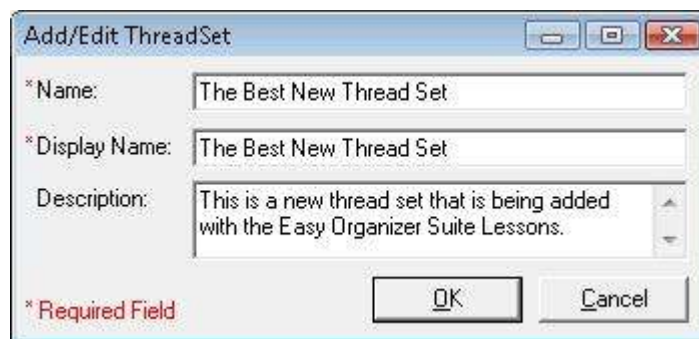 Add/Edit ThreadSet
*Name: The Best New Thread Set
*Display Name: The Best New Thread Set
Description: This is a new thread set that is being added
with the Easy Organizer Suite Lessons.
* Required Field OK Cancel